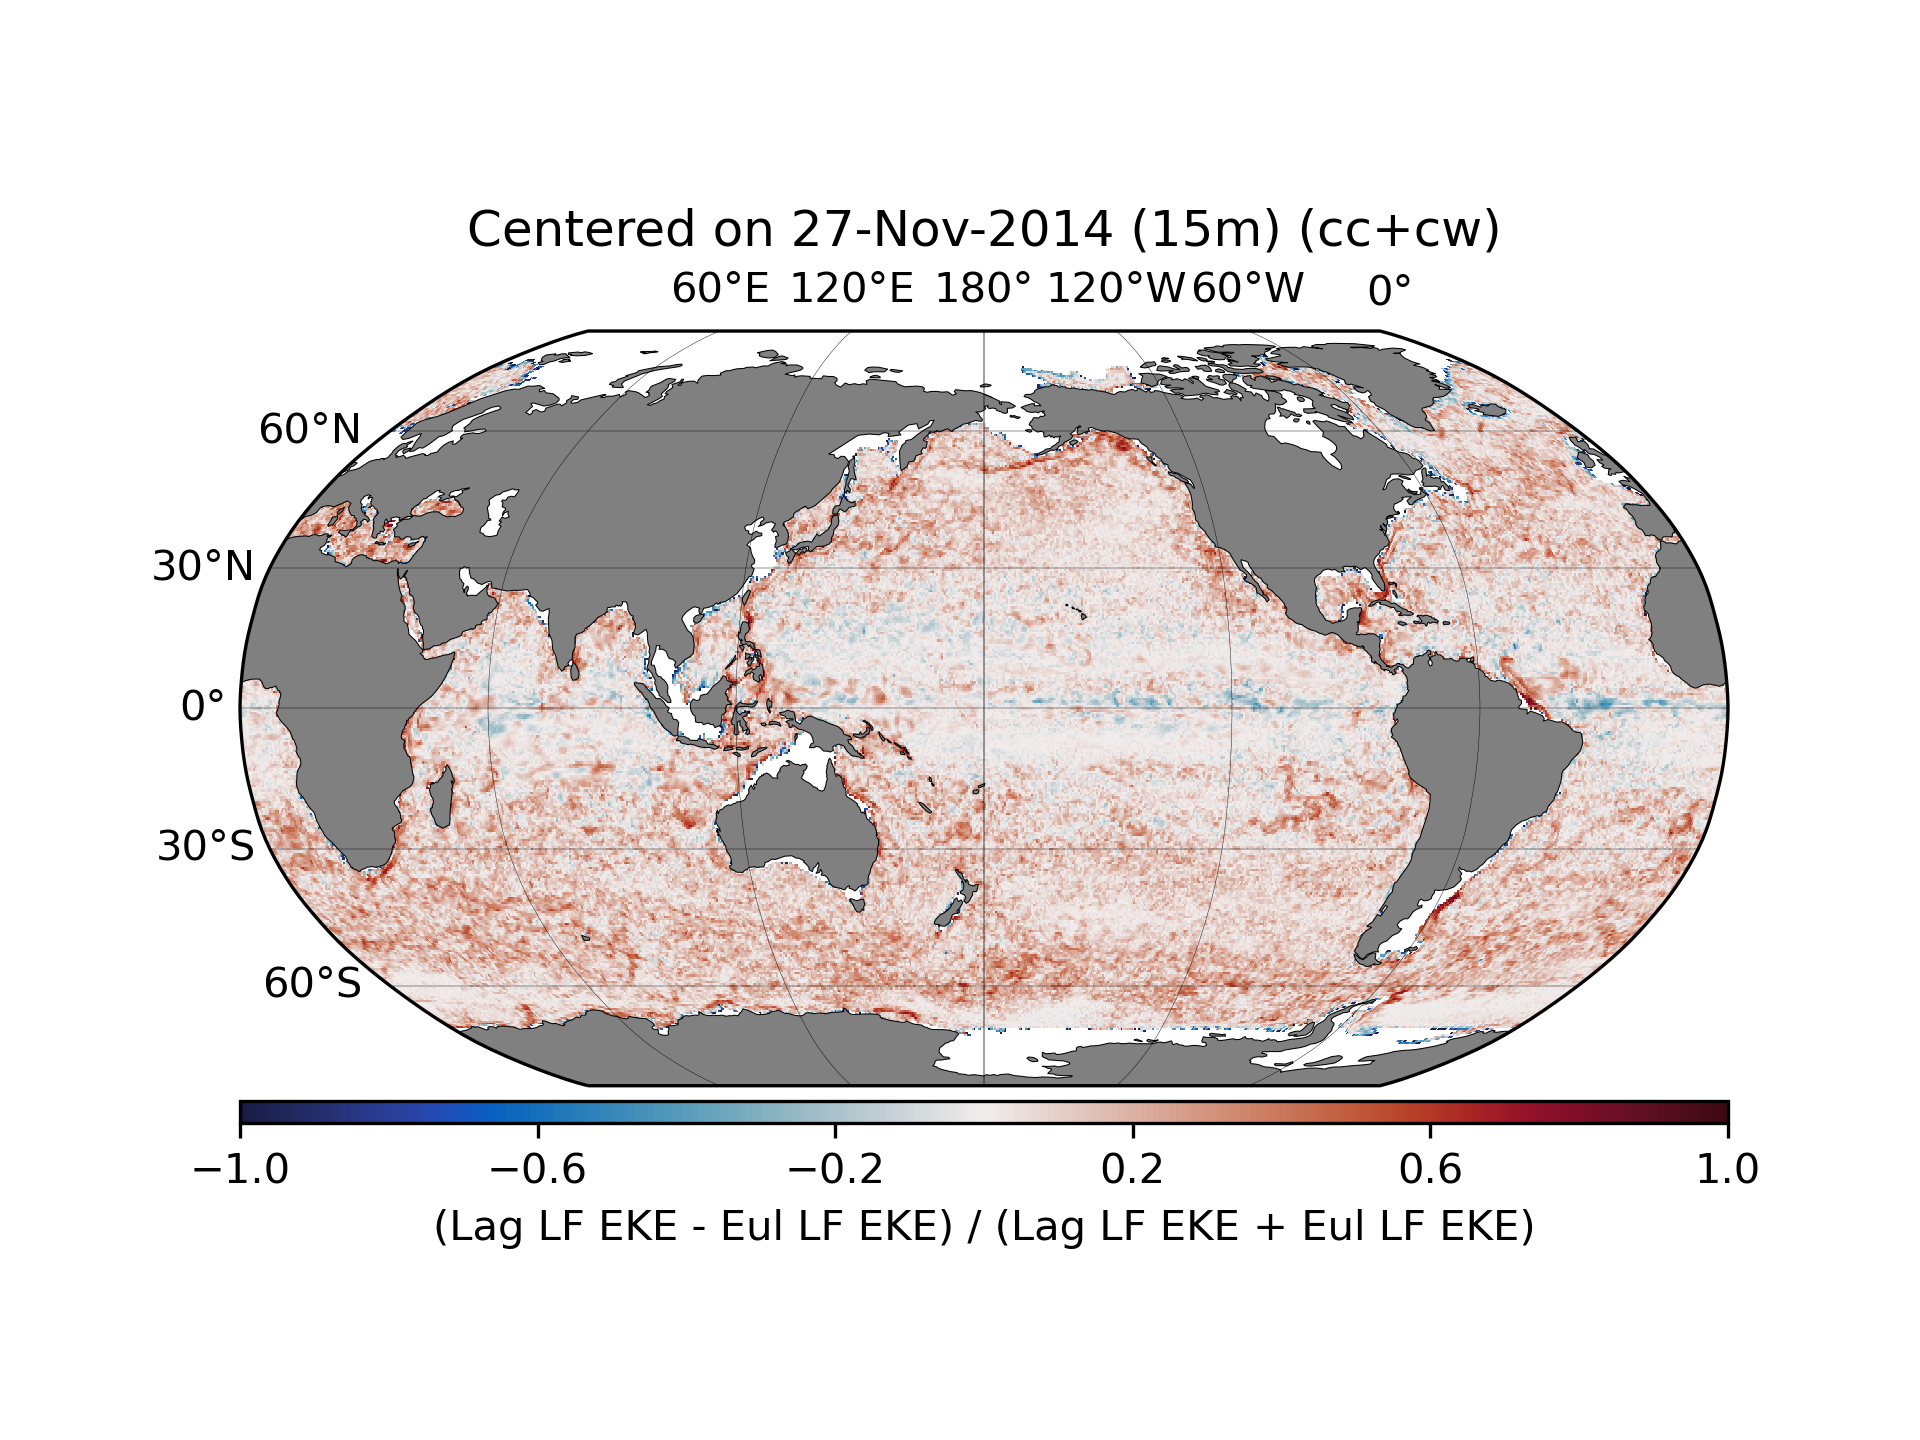 Centered on 27-Nov-2014 (15m) (cc+cw)
60°E 120°E 180° 120°W 60°W 0°
60°N
30°N
0°
30°S
60°S
−1.0 −0.6 −0.2 0.2 0.6 1.0
(Lag LF EKE - Eul LF EKE) / (Lag LF EKE + Eul LF EKE)